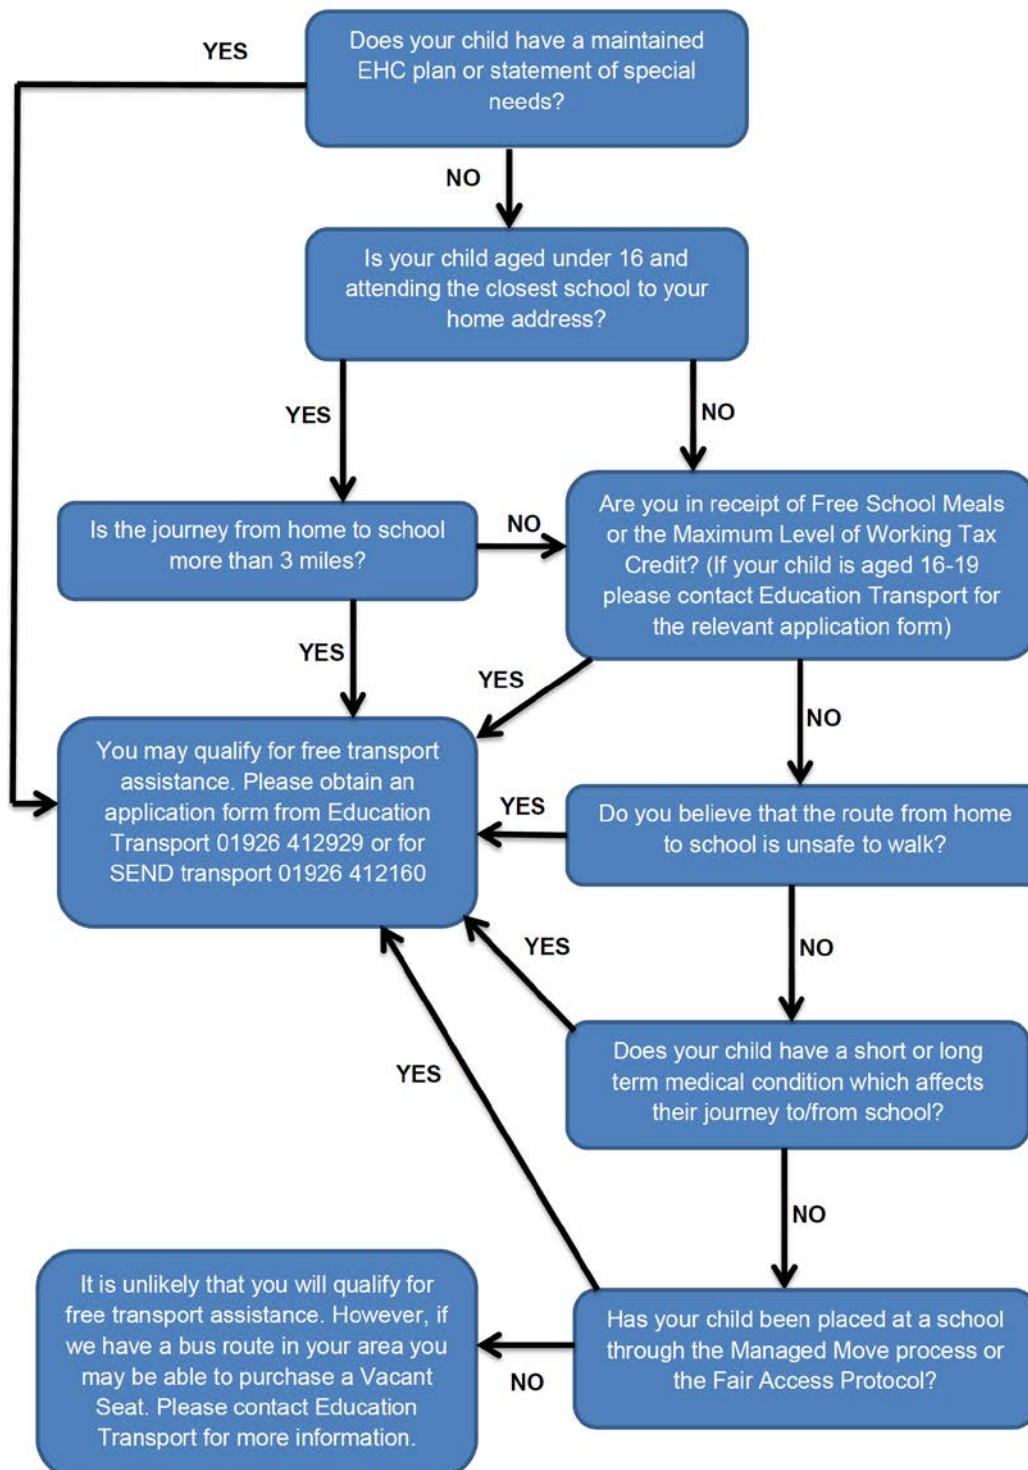 Does your child have a maintained
EHC plan or statement of special
needs?
YES
NO
Is your child aged under 16 and
attending the closest school to your
home address?
YES
NO
Is the journey from home to school
more than 3 miles?
NO
Are you in receipt of Free School Meals
or the Maximum Level of Working Tax
Credit? (If your child is aged 16-19
please contact Education Transport for
the relevant application form)
YES
YES
NO
You may qualify for free transport
assistance. Please obtain an
application form from Education
Transport 01926 412929 or for
SEND transport 01926 412160
YES
Do you believe that the route from home
to school is unsafe to walk?
YES
NO
Does your child have a short or long
term medical condition which affects
their journey to/from school?
YES
NO
It is unlikely that you will qualify for
free transport assistance. However, if
we have a bus route in your area you
may be able to purchase a Vacant
Seat. Please contact Education
Transport for more information.
NO
Has your child been placed at a school
through the Managed Move process or
the Fair Access Protocol?